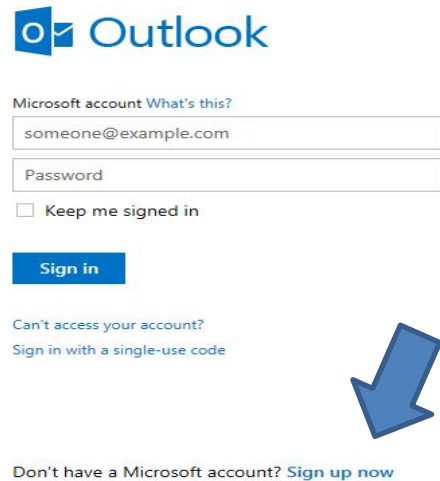 Outlook
Microsoft account What's this?
someone@example.com
Password
Keep me signed in
Sign in
Can't access your account?
Sign in with a single-use code
Don't have a Microsoft account? Sign up now